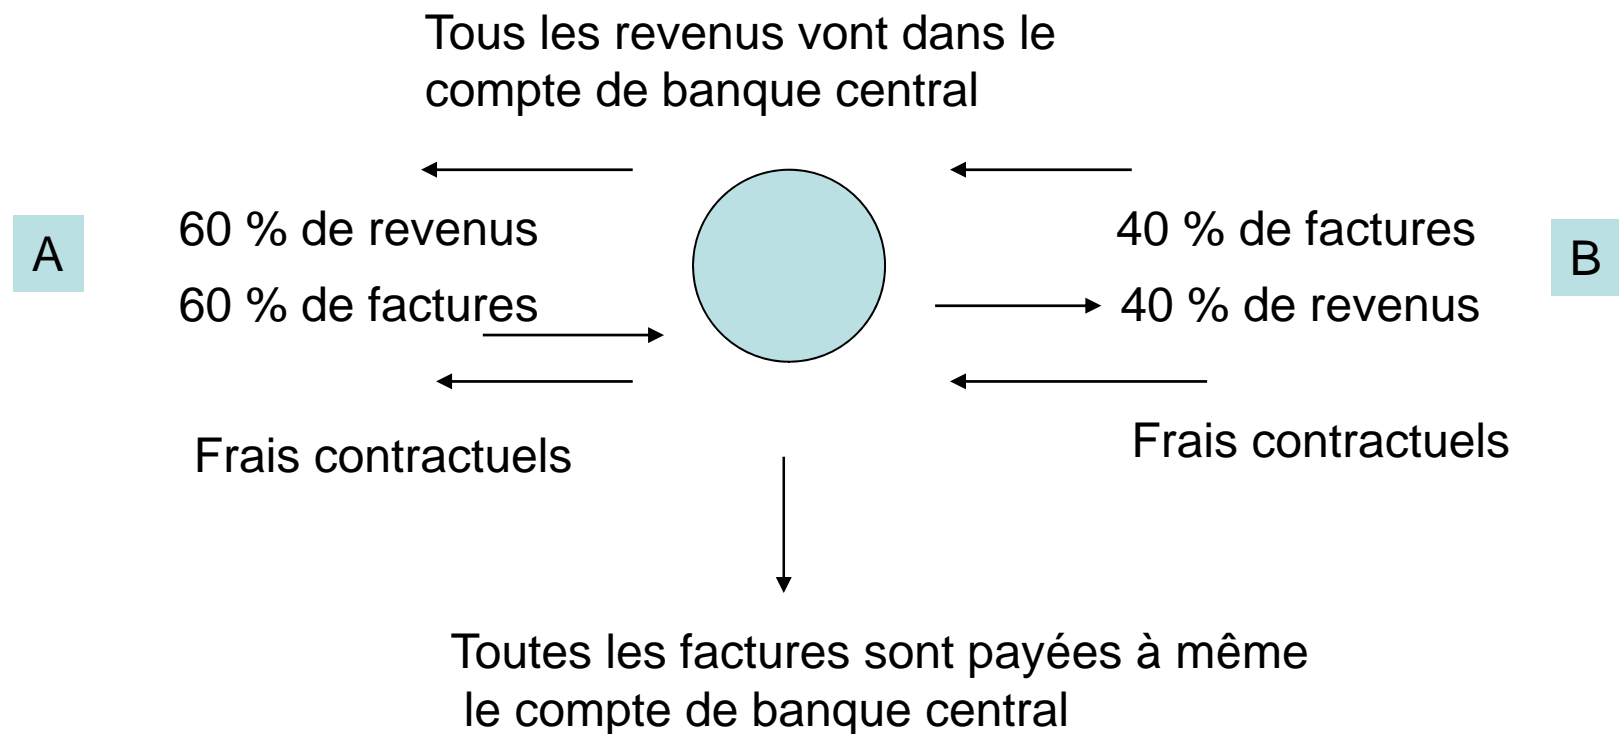 Tous les revenus vont dans le
compte de banque central
A
60 % de revenus
60 % de factures
40 % de factures
40 % de revenus
B
Frais contractuels
Frais contractuels
Toutes les factures sont payées à même
le compte de banque central